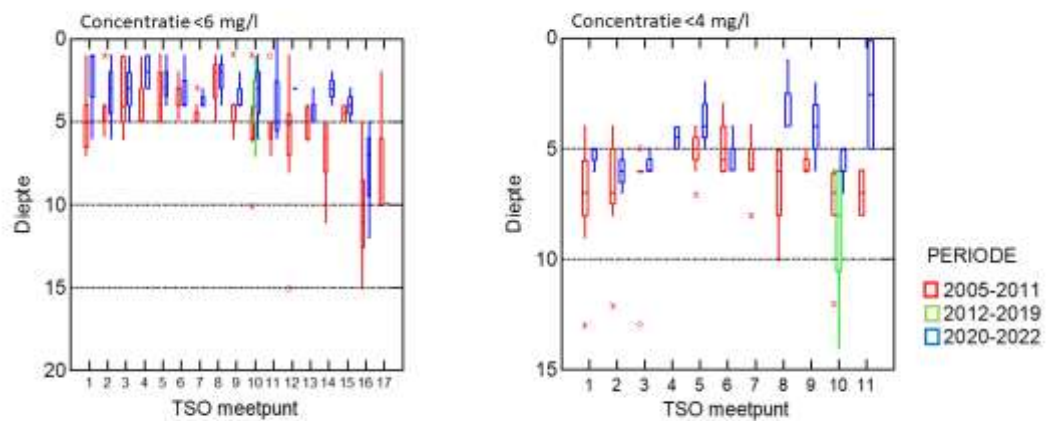 Concentratie <6 mg/l
Diepte
0
5
10
15
20
1 2 3 4 5 6 7 8 9 10 11 12 13 14 15 16 17
TSO meetpunt
Concentratie <4 mg/l
Diepte
0
5
10
15
1 2 3 4 5 6 7 8 9 10 11
TSO meetpunt
PERIODE
2005-2011
2012-2019
2020-2022